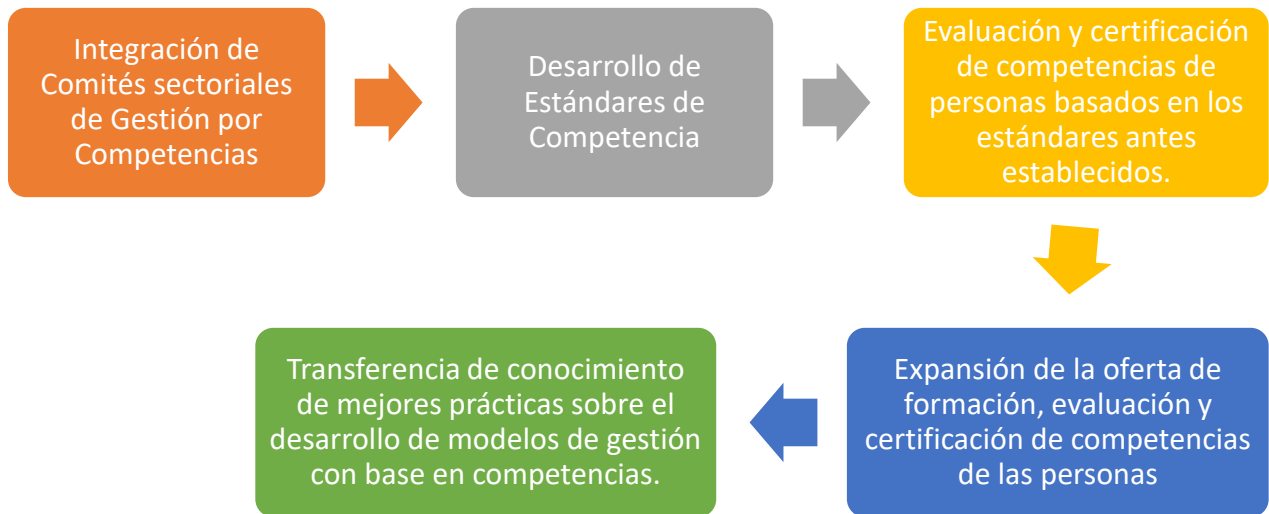 Integración de
Comités sectoriales
de Gestión por
Competencias
Desarrollo de
Estándares de
Competencia
Evaluación y certificación
de competencias de
personas basados en los
estándares antes
establecidos.
Expansión de la oferta de
formación, evaluación y
certificación de competencias
de las personas
Transferencia de conocimiento
de mejores prácticas sobre el
desarrollo de modelos de gestión
con base en competencias.